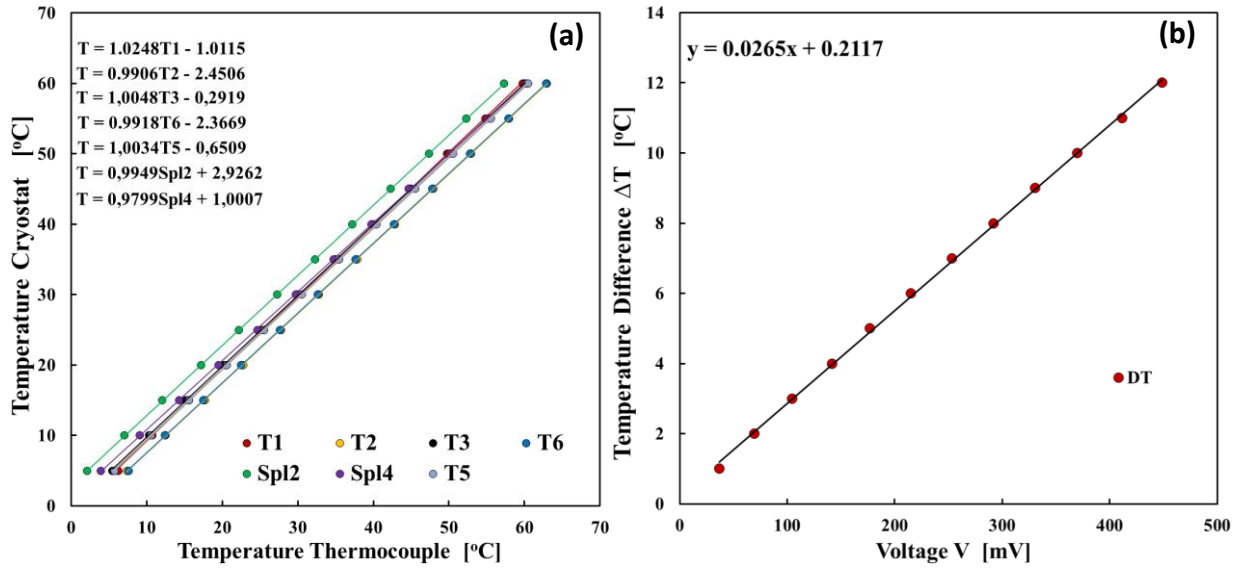 (a)
T = 1.0248T1 - 1.0115
T = 0.9906T2 - 2.4506
T = 1,0048T3 - 0,2919
T = 0.9918T6 - 2.3669
T = 1,0034T5 - 0,6509
T = 0,9949Spl2 + 2,9262
T = 0,9799Spl4 + 1,0007
Temperature Cryostat [ºC]
70
60
50
40
30
20
10
0
T1 T2 T3 T6
Spl2 Spl4 T5
0 10 20 30 40 50 60 70
Temperature Thermocouple [ºC]
(b)
y = 0.0265x + 0.2117
Temperature Difference ΔT [ºC]
14
12
10
8
6
4
2
0
DT
0 100 200 300 400 500
Voltage V [mV]